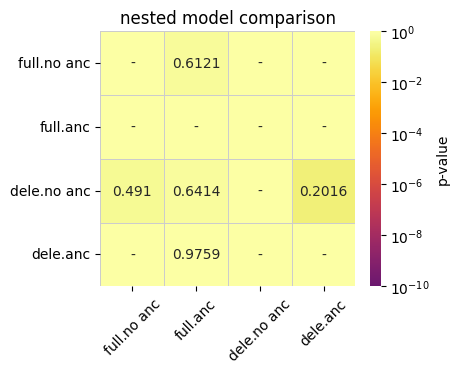 nested model comparison
full.no anc - 0.6121 - -
full.anc - - - -
dele.no anc 0.491 0.6414 - 0.2016
dele.anc - 0.9759 - -
full.no anc full.anc dele.no anc dele.anc
10^0
10^-2
10^-4
10^-6
10^-8
10^-10
p-value